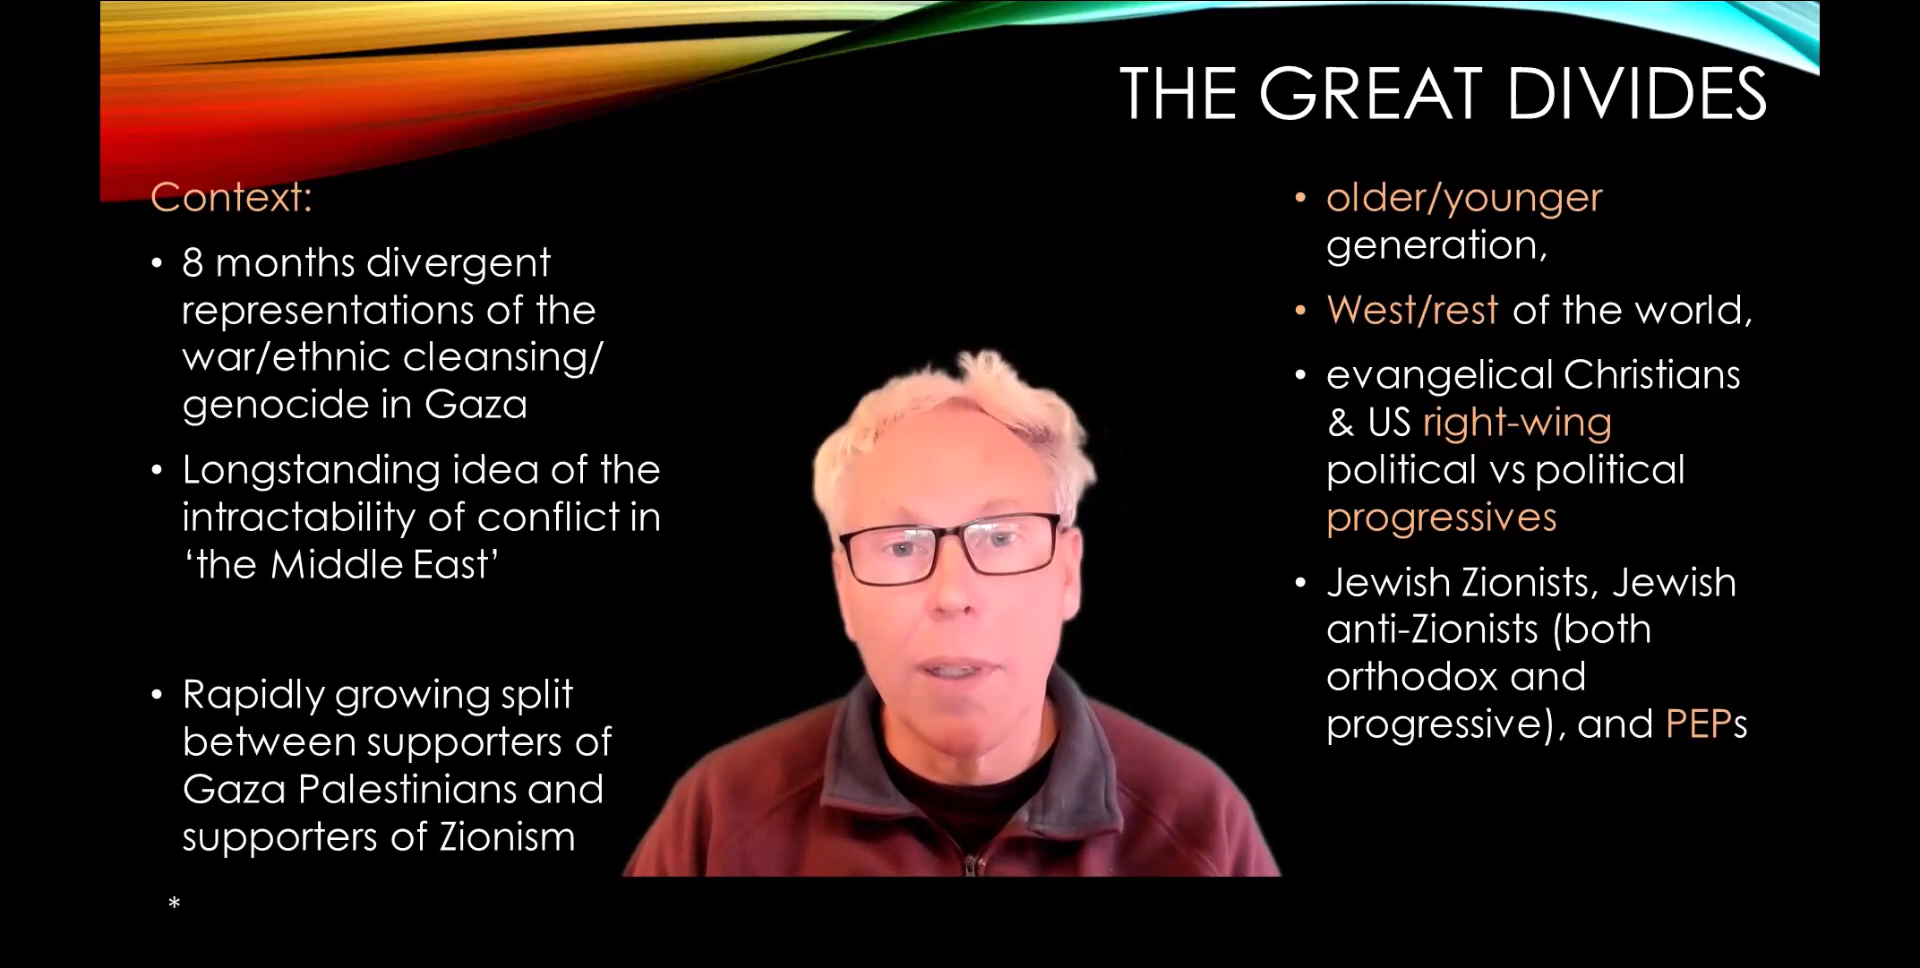 THE GREAT DIVIDES
Context:
• 8 months divergent
representations of the
war/ethnic cleansing/
genocide in Gaza
• Longstanding idea of the
intractability of conflict in
‘the Middle East’
• Rapidly growing split
between supporters of
Gaza Palestinians and
supporters of Zionism
*
• older/younger
generation,
• West/rest of the world,
• evangelical Christians
& US right-wing
political vs political
progressives
• Jewish Zionists, Jewish
anti-Zionists (both
orthodox and
progressive), and PEPs